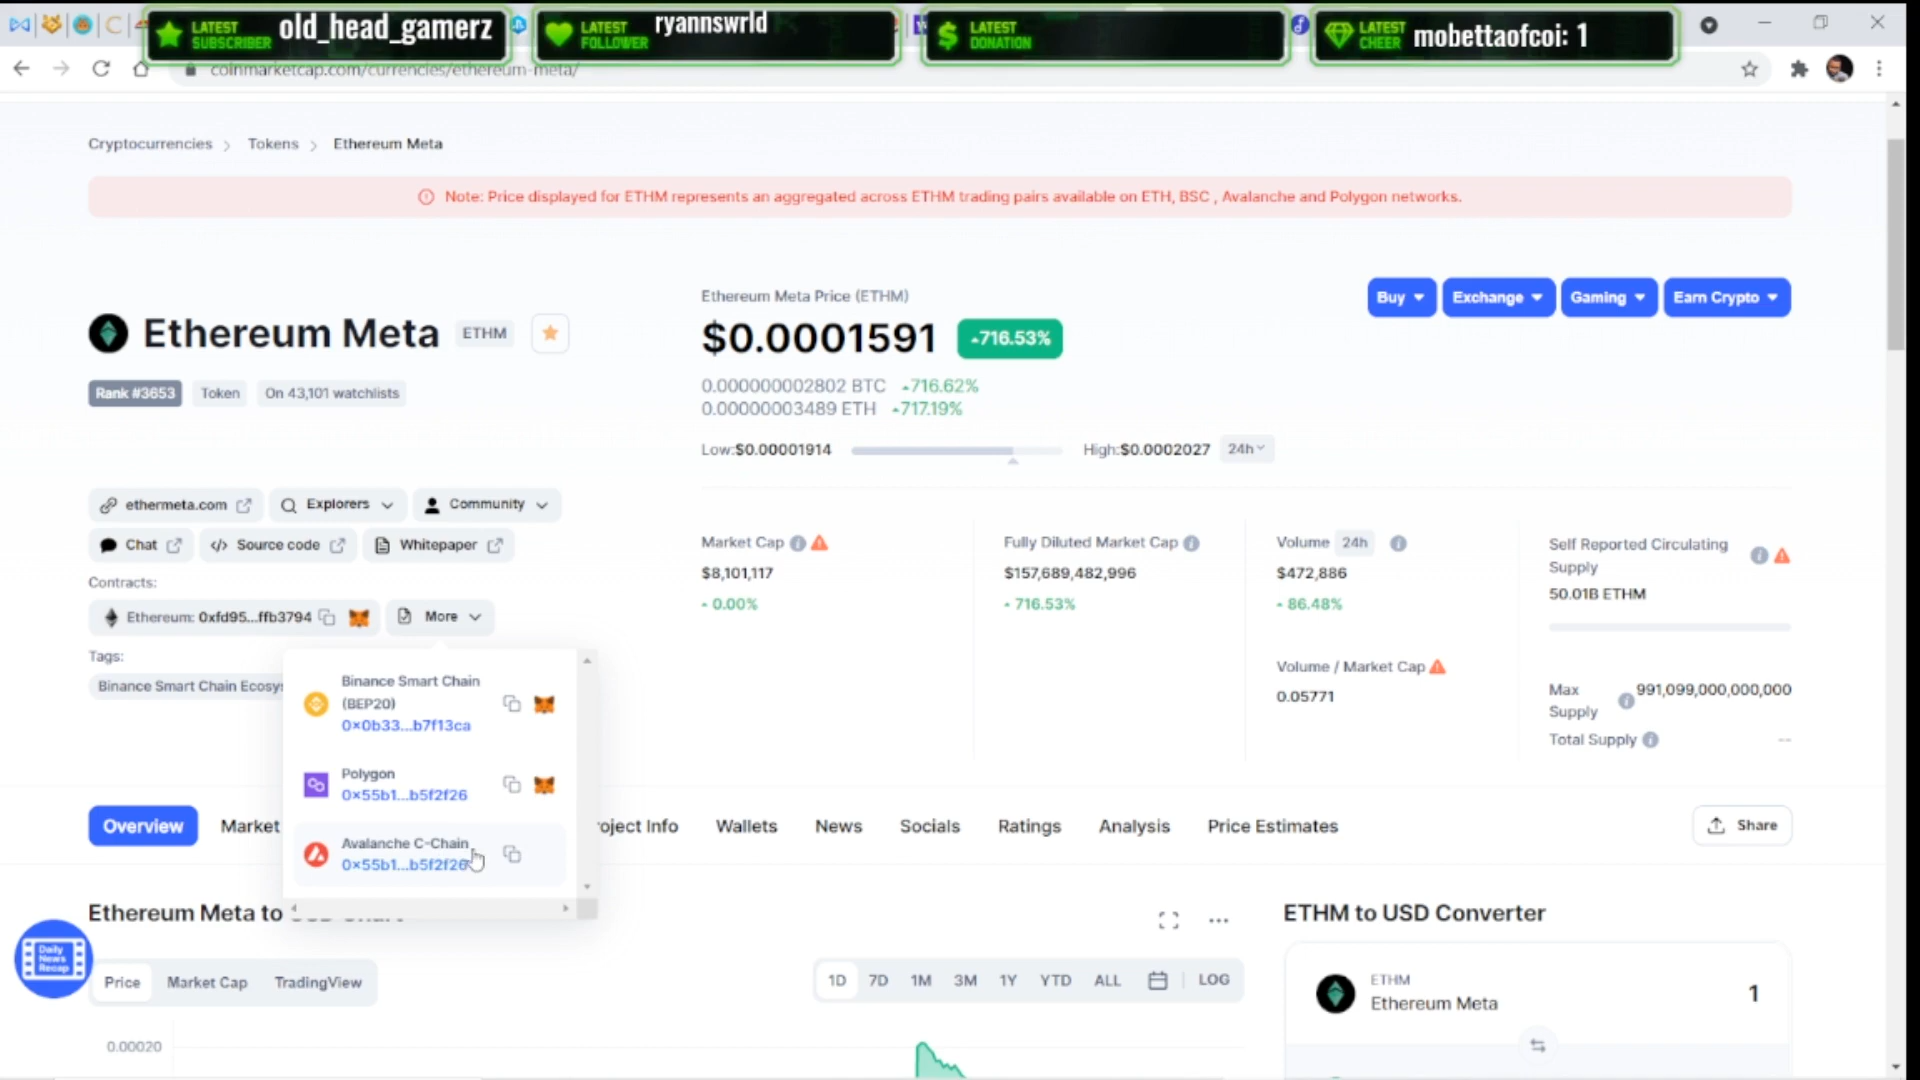 LATEST SUBSCRIBER old_head_gamerz
LATEST FOLLOWER ryannswrld
LATEST DONATION
LATEST CHEER mobettaofcoi: 1
coinmarketcap.com/currencies/ethereum-meta/
Cryptocurrencies > Tokens > Ethereum Meta
Note: Price displayed for ETHM represents an aggregated across ETHM trading pairs available on ETH, BSC , Avalanche and Polygon networks.
Ethereum Meta Price (ETHM)
Buy Exchange Gaming Earn Crypto
Ethereum Meta ETHM
$0.0001591 716.53%
Rank #3653 Token On 43,101 watchlists
0.000000002802 BTC 716.62%
0.00000003489 ETH 717.19%
Low:$0.00001914 High:$0.0002027 24h
ethermeta.com Explorers Community
Chat Source code Whitepaper
Contracts:
Ethereum: 0xfd95...ffb3794 More
Tags:
Binance Smart Chain
Binance Smart Chain
(BEP20)
0x0b33...b7f13ca
Polygon
0x55b1...b5f2f26
Avalanche C-Chain
0x55b1...b5f2f26
Market Cap
$8,101,117
0.00%
Fully Diluted Market Cap
$157,689,482,996
716.53%
Volume 24h
$472,886
86.48%
Volume / Market Cap
0.05771
Self Reported Circulating
Supply
50.01B ETHM
Max
Supply 991,099,000,000,000
Total Supply --
Overview Market oject Info Wallets News Socials Ratings Analysis Price Estimates Share
Ethereum Meta to
Daily
News
Recap
Price Market Cap TradingView
1D 7D 1M 3M 1Y YTD ALL LOG
0.00020
ETHM to USD Converter
ETHM
Ethereum Meta 1